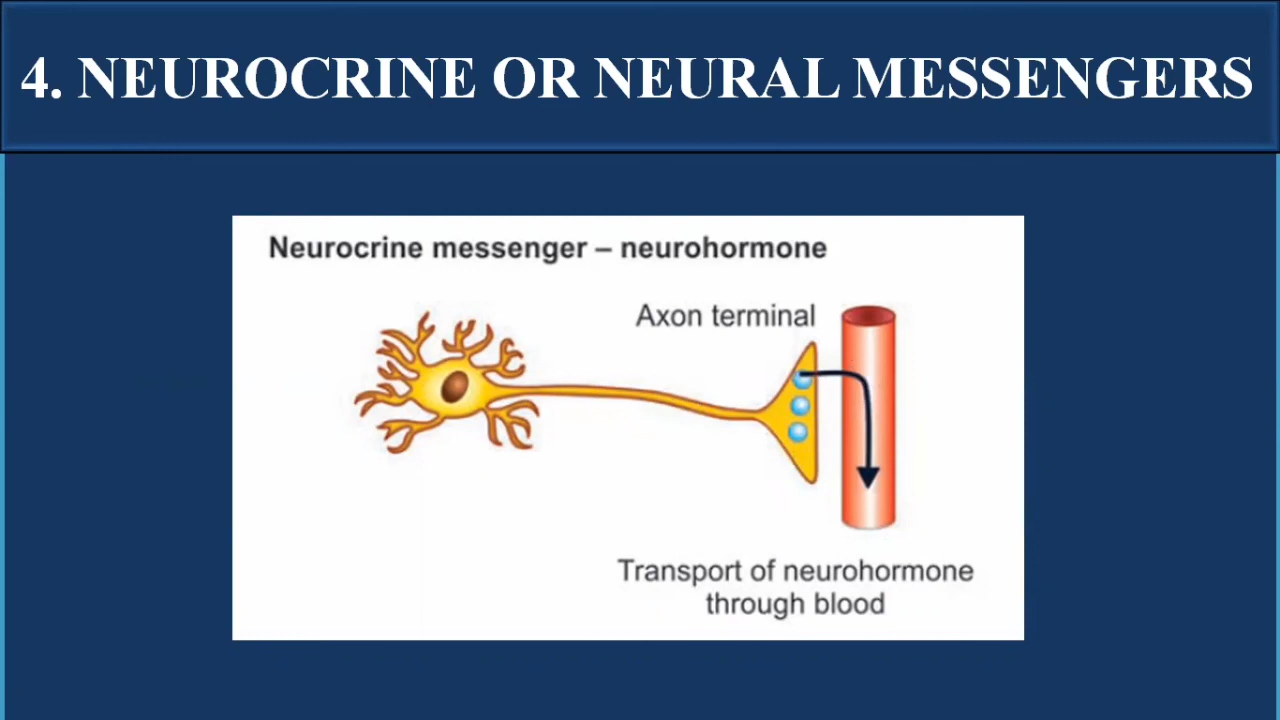 4. NEUROCRINE OR NEURAL MESSENGERS
Neurocrine messenger – neurohormone
Axon terminal
Transport of neurohormone
through blood